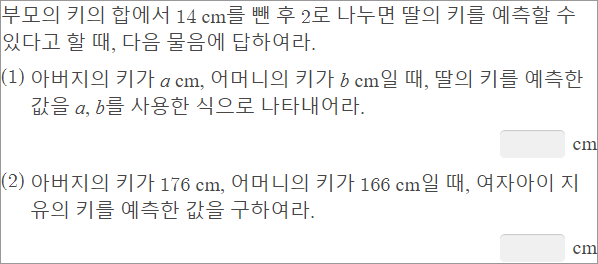 부모의 키의 합에서 14 cm를 뺀 후 2로 나누면 딸의 키를 예측할 수
있다고 할 때, 다음 물음에 답하여라.
(1) 아버지의 키가 a cm, 어머니의 키가 b cm일 때, 딸의 키를 예측한
값을 a, b를 사용한 식으로 나타내어라.
cm
(2) 아버지의 키가 176 cm, 어머니의 키가 166 cm일 때, 여자아이 지
유의 키를 예측한 값을 구하여라.
cm